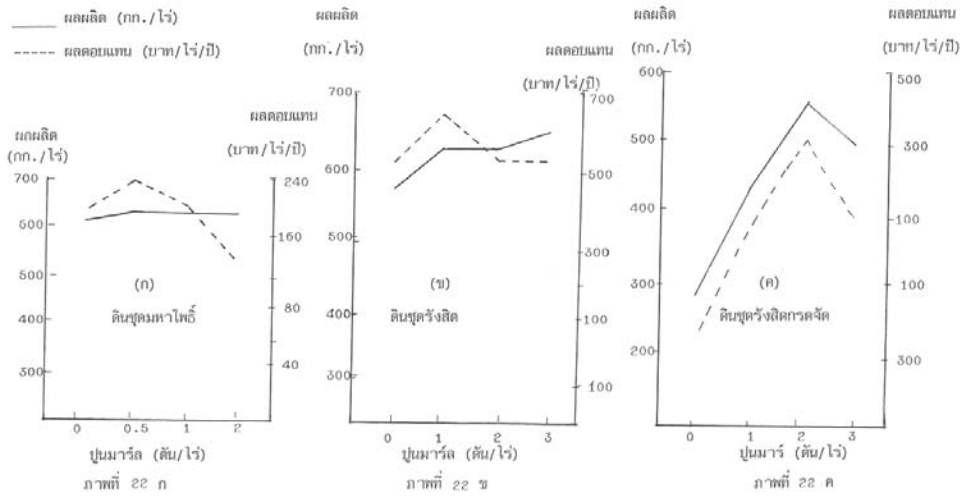 ผลผลิต (กก./ไร่)
ผลตอบแทน (บาท/ไร่/ปี)
ผลผลิต
(กก./ไร่)
700
600
500
400
300
ผลตอบแทน
(บาท/ไร่/ปี)
240
160
80
40
(ก)
ดินชุดมหาโพธิ์
0 0.5 1 2
ปูนมาร์ล (ตัน/ไร่)
ภาพที่ 22 ก
ผลผลิต
(กก./ไร่)
700
600
500
400
300
ผลตอบแทน
(บาท/ไร่/ปี)
700
500
300
100
100
(ข)
ดินชุดรังสิต
0 1 2 3
ปูนมาร์ล (ตัน/ไร่)
ภาพที่ 22 ข
ผลผลิต
(กก./ไร่)
600
500
400
300
200
ผลตอบแทน
(บาท/ไร่/ปี)
500
300
100
100
300
(ค)
ดินชุดรังสิตกรดจัด
0 1 2 3
ปูนมาร์ (ตัน/ไร่)
ภาพที่ 22 ค